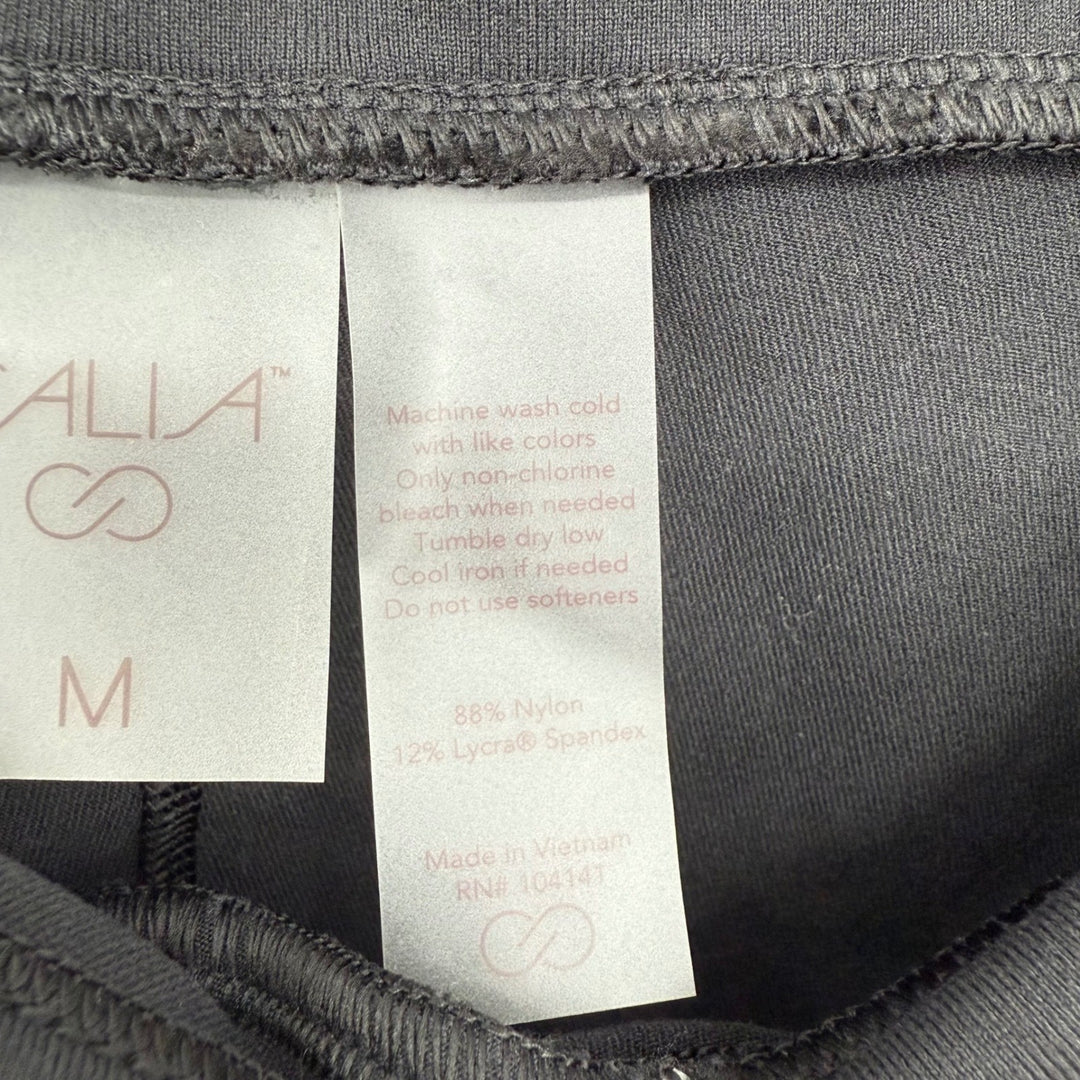 CALIA™
M
Machine wash cold
with like colors
Only non-chlorine
bleach when needed
Tumble dry low
Cool iron if needed
Do not use softeners
88% Nylon
12% Lycra® Spandex
Made in Vietnam
RN# 104141